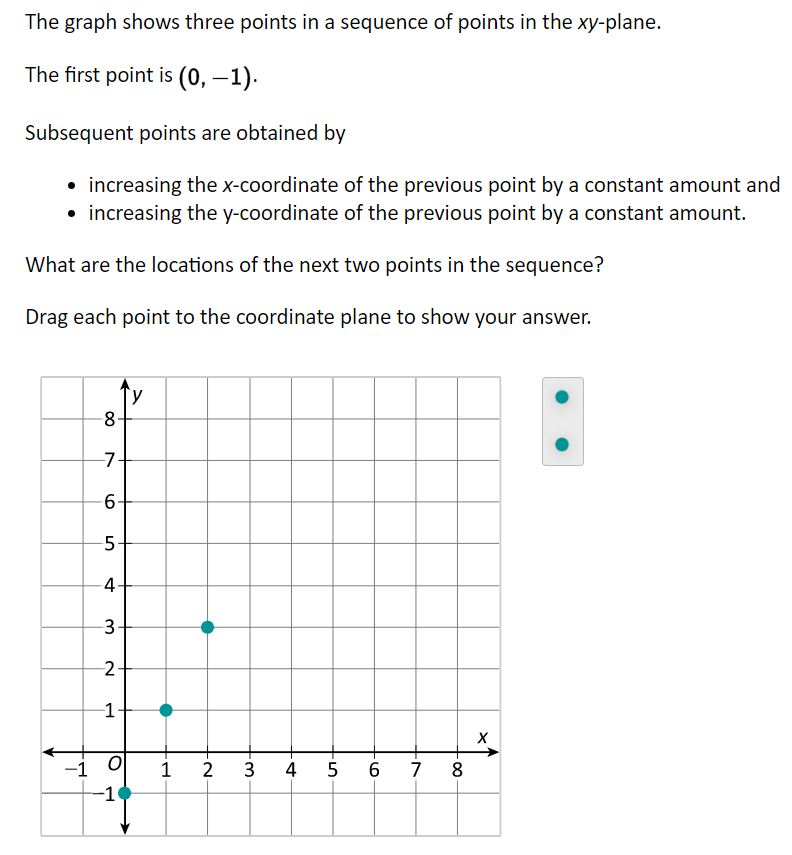 The graph shows three points in a sequence of points in the xy-plane.
The first point is (0, −1).
Subsequent points are obtained by
• increasing the x-coordinate of the previous point by a constant amount and
• increasing the y-coordinate of the previous point by a constant amount.
What are the locations of the next two points in the sequence?
Drag each point to the coordinate plane to show your answer.
y
8
7
6
5
4
3
2
1
x
−1 O 1 2 3 4 5 6 7 8
−1